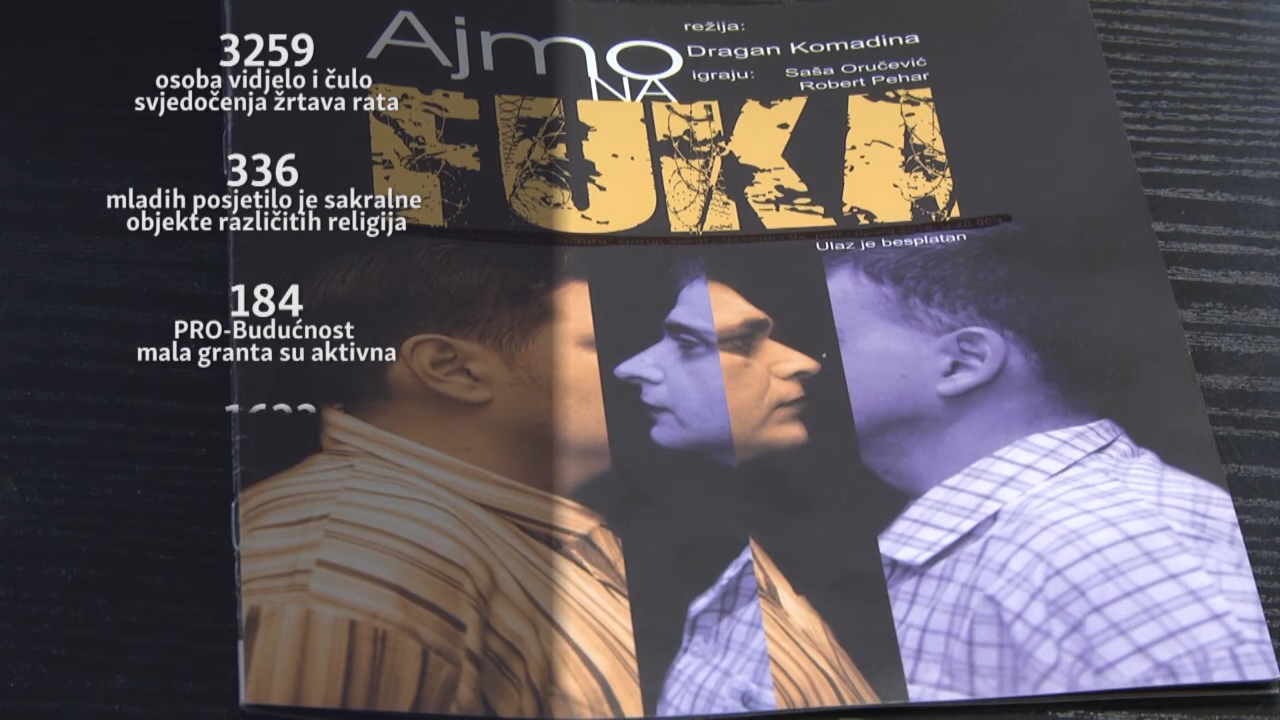 3259
osoba vidjelo i čulo
svjedočenja žrtava rata
336
mladih posjetilo je sakralne
objekte različitih religija
184
PRO-Budućnost
mala granta su aktivna
Ajmo
NA
FUKA
režija:
Dragan Komadina
igraju: Saša Oručević
Robert Pehar
Ulaz je besplatan